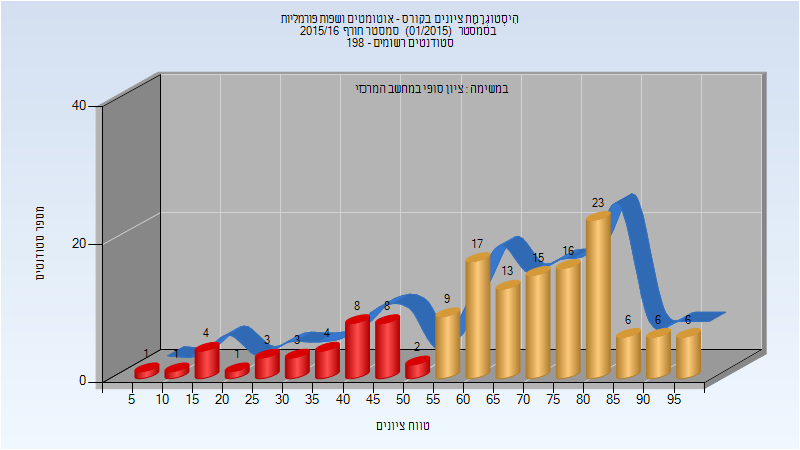 היסטוגרמת ציונים בקורס - אוטומטים ושפות פורמליות
בסמסטר (01/2015) סמסטר חורף 2015/16
סטודנטים רשומים - 198
במשימה : ציון סופי במחשב המרכזי
מספר סטודנטים
40
20
0
1 1 4 1 3 3 4 8 8 2 9 17 13 15 16 23 6 6 6
5 10 15 20 25 30 35 40 45 50 55 60 65 70 75 80 85 90 95
טווח ציונים